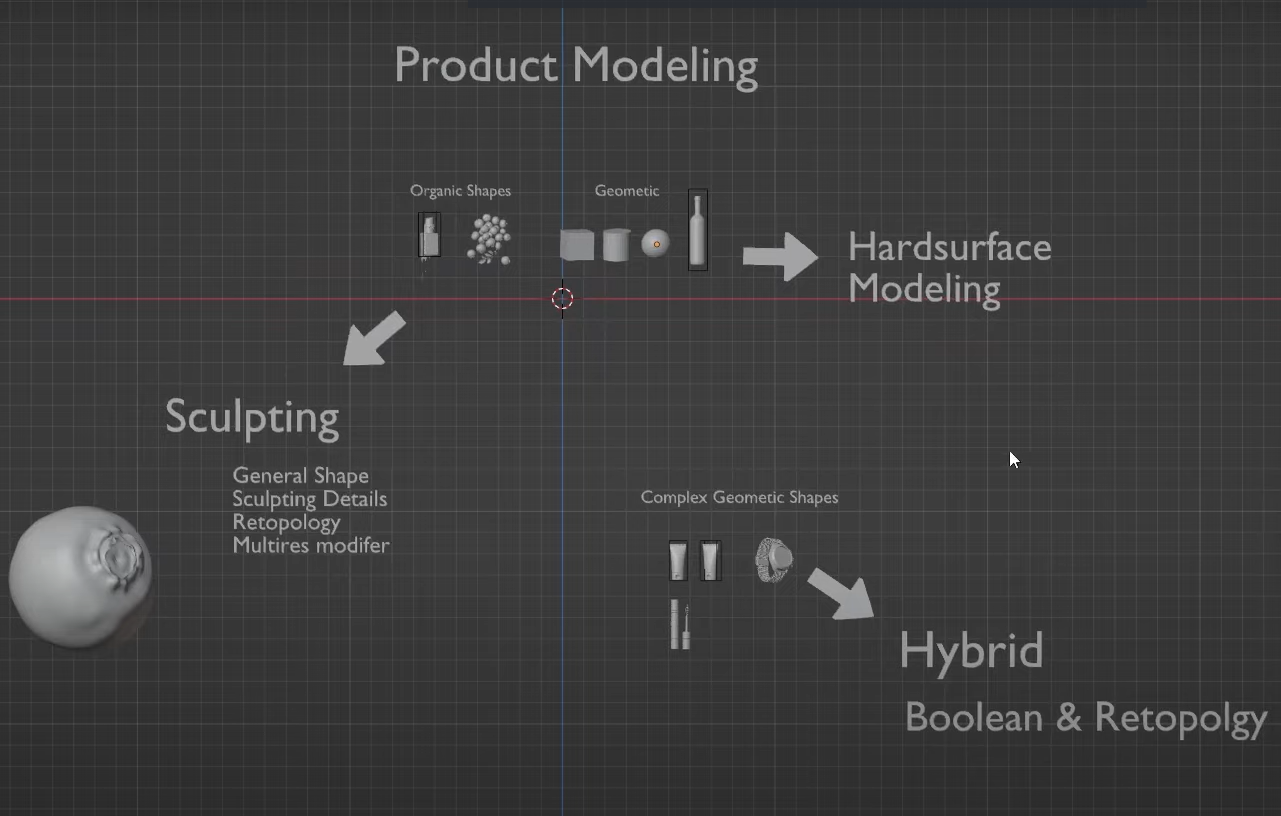 Product Modeling
Organic Shapes
Geometic
Hardsurface
Modeling
Sculpting
General Shape
Sculpting Details
Retopology
Multires modifer
Complex Geometic Shapes
Hybrid
Boolean & Retopolgy